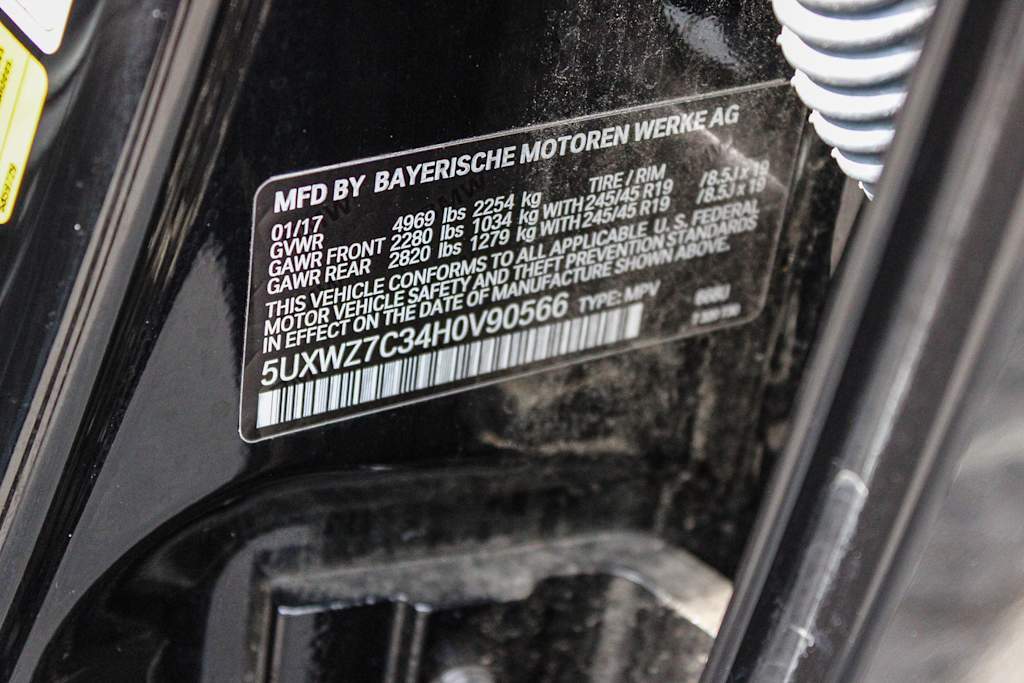 MFD BY BAYERISCHE MOTOREN WERKE AG
01/17 TIRE / RIM
GVWR 4969 lbs 2254 kg
GAWR FRONT 2280 lbs 1034 kg WITH 245/45 R19 /8.5J x 19
GAWR REAR 2820 lbs 1279 kg WITH 245/45 R19 /8.5J x 19
THIS VEHICLE CONFORMS TO ALL APPLICABLE U. S. FEDERAL
MOTOR VEHICLE SAFETY AND THEFT PREVENTION STANDARDS
IN EFFECT ON THE DATE OF MANUFACTURE SHOWN ABOVE.
5UXWZ7C34H0V90566 TYPE: MPV